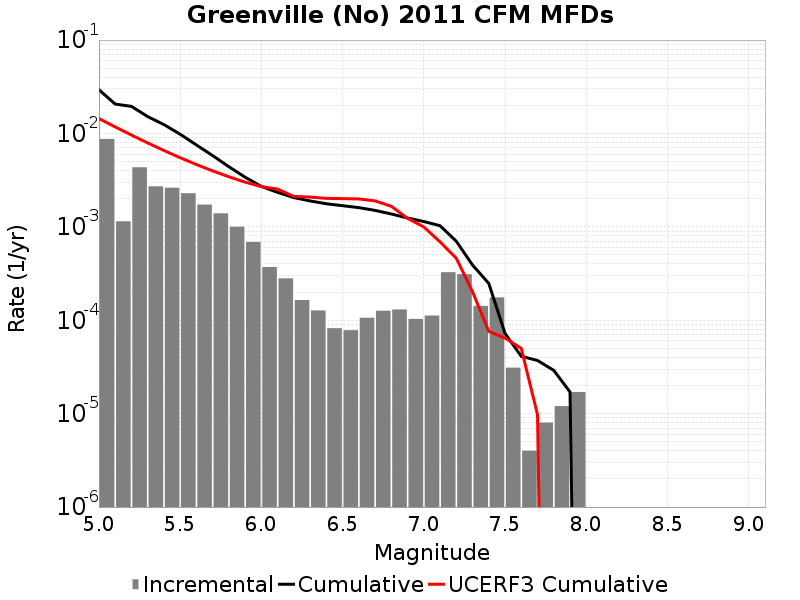 Greenville (No) 2011 CFM MFDs
10-1
10-2
10-3
10-4
10-5
10-6
Rate (1/yr)
5.0 5.5 6.0 6.5 7.0 7.5 8.0 8.5 9.0
Magnitude
Incremental Cumulative UCERF3 Cumulative